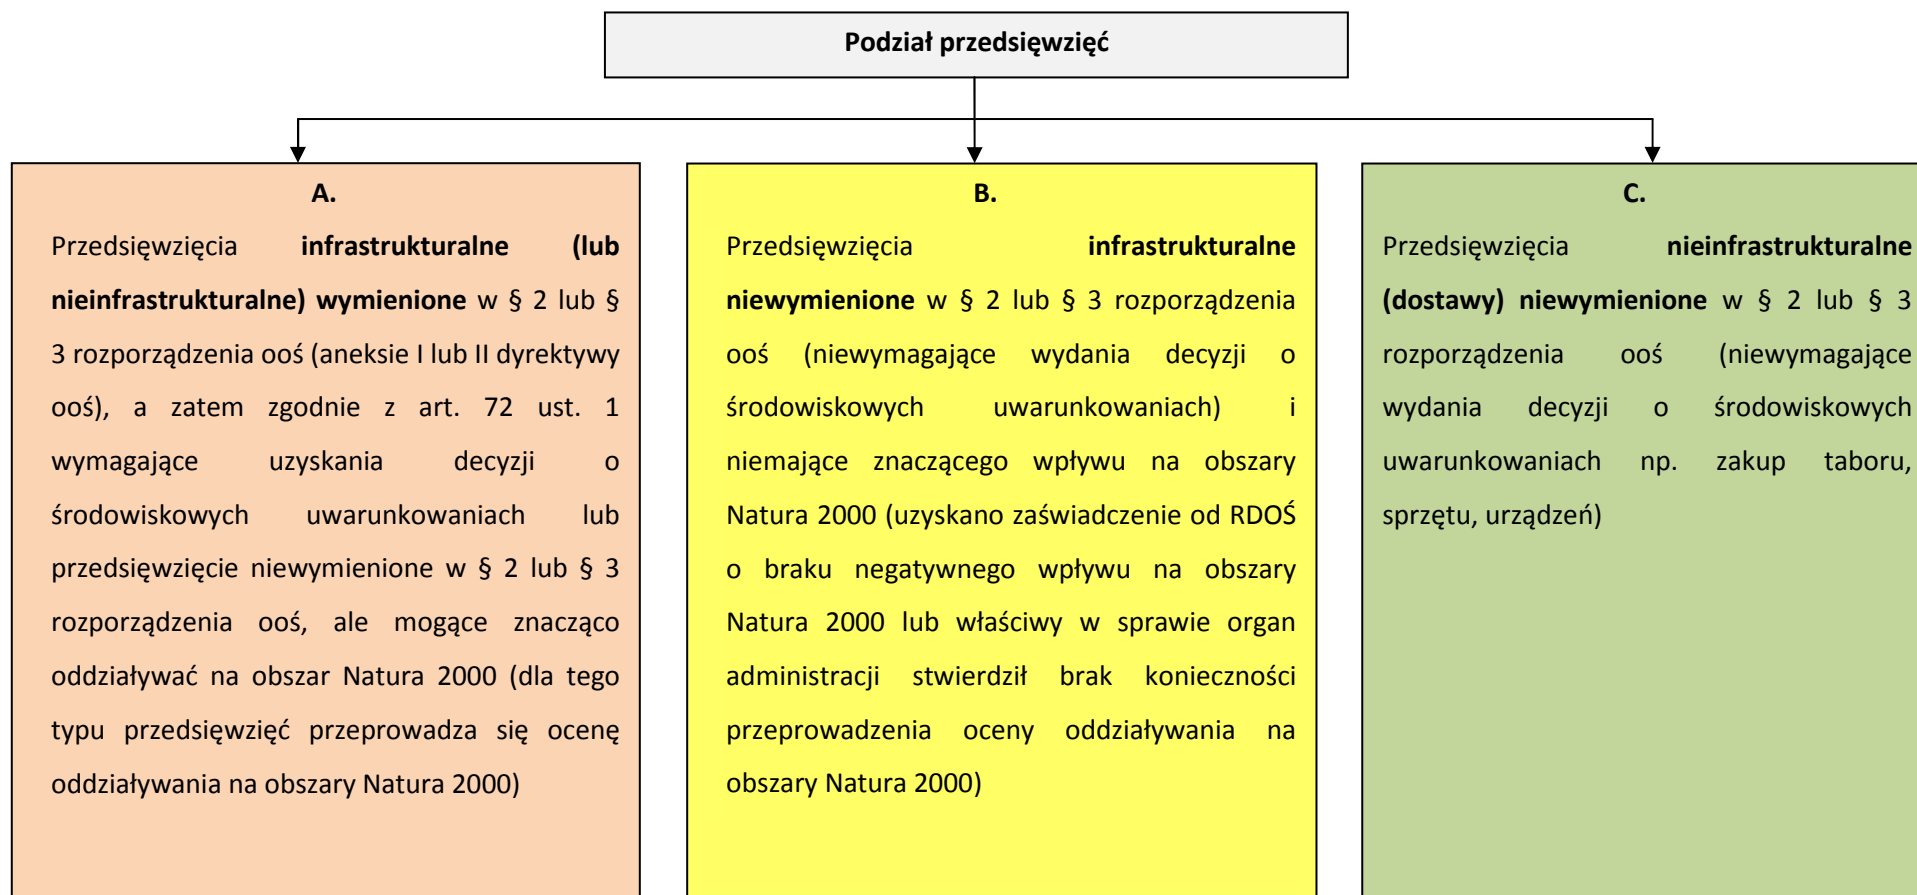 Podział przedsięwzięć
A.
Przedsięwzięcia infrastrukturalne (lub
nieinfrastrukturalne) wymienione w § 2 lub §
3 rozporządzenia ooś (aneksie I lub II dyrektywy
ooś), a zatem zgodnie z art. 72 ust. 1
wymagające uzyskania decyzji o
środowiskowych uwarunkowaniach lub
przedsięwzięcie niewymienione w § 2 lub § 3
rozporządzenia ooś, ale mogące znacząco
oddziaływać na obszar Natura 2000 (dla tego
typu przedsięwzięć przeprowadza się ocenę
oddziaływania na obszary Natura 2000)
B.
Przedsięwzięcia infrastrukturalne
niewymienione w § 2 lub § 3 rozporządzenia
ooś (niewymagające wydania decyzji o
środowiskowych uwarunkowaniach) i
niemające znaczącego wpływu na obszary
Natura 2000 (uzyskano zaświadczenie od RDOŚ
o braku negatywnego wpływu na obszary
Natura 2000 lub właściwy w sprawie organ
administracji stwierdził brak konieczności
przeprowadzenia oceny oddziaływania na
obszary Natura 2000)
C.
Przedsięwzięcia nieinfrastrukturalne
(dostawy) niewymienione w § 2 lub § 3
rozporządzenia ooś (niewymagające
wydania decyzji o środowiskowych
uwarunkowaniach np. zakup taboru,
sprzętu, urządzeń)